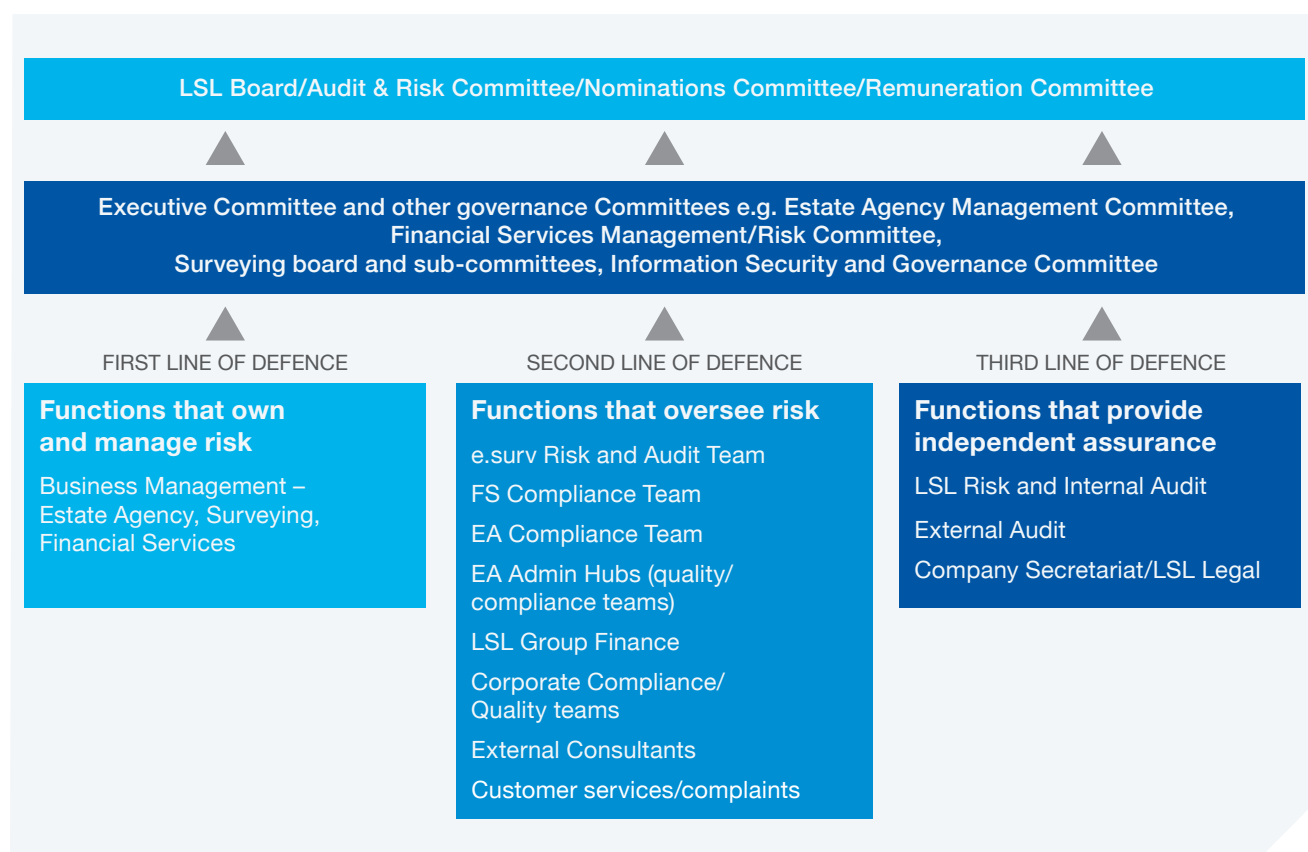 LSL Board/Audit & Risk Committee/Nominations Committee/Remuneration Committee
Executive Committee and other governance Committees e.g. Estate Agency Management Committee,
Financial Services Management/Risk Committee,
Surveying board and sub-committees, Information Security and Governance Committee
FIRST LINE OF DEFENCE
Functions that own
and manage risk
Business Management –
Estate Agency, Surveying,
Financial Services
SECOND LINE OF DEFENCE
Functions that oversee risk
e.surv Risk and Audit Team
FS Compliance Team
EA Compliance Team
EA Admin Hubs (quality/
compliance teams)
LSL Group Finance
Corporate Compliance/
Quality teams
External Consultants
Customer services/complaints
THIRD LINE OF DEFENCE
Functions that provide
independent assurance
LSL Risk and Internal Audit
External Audit
Company Secretariat/LSL Legal